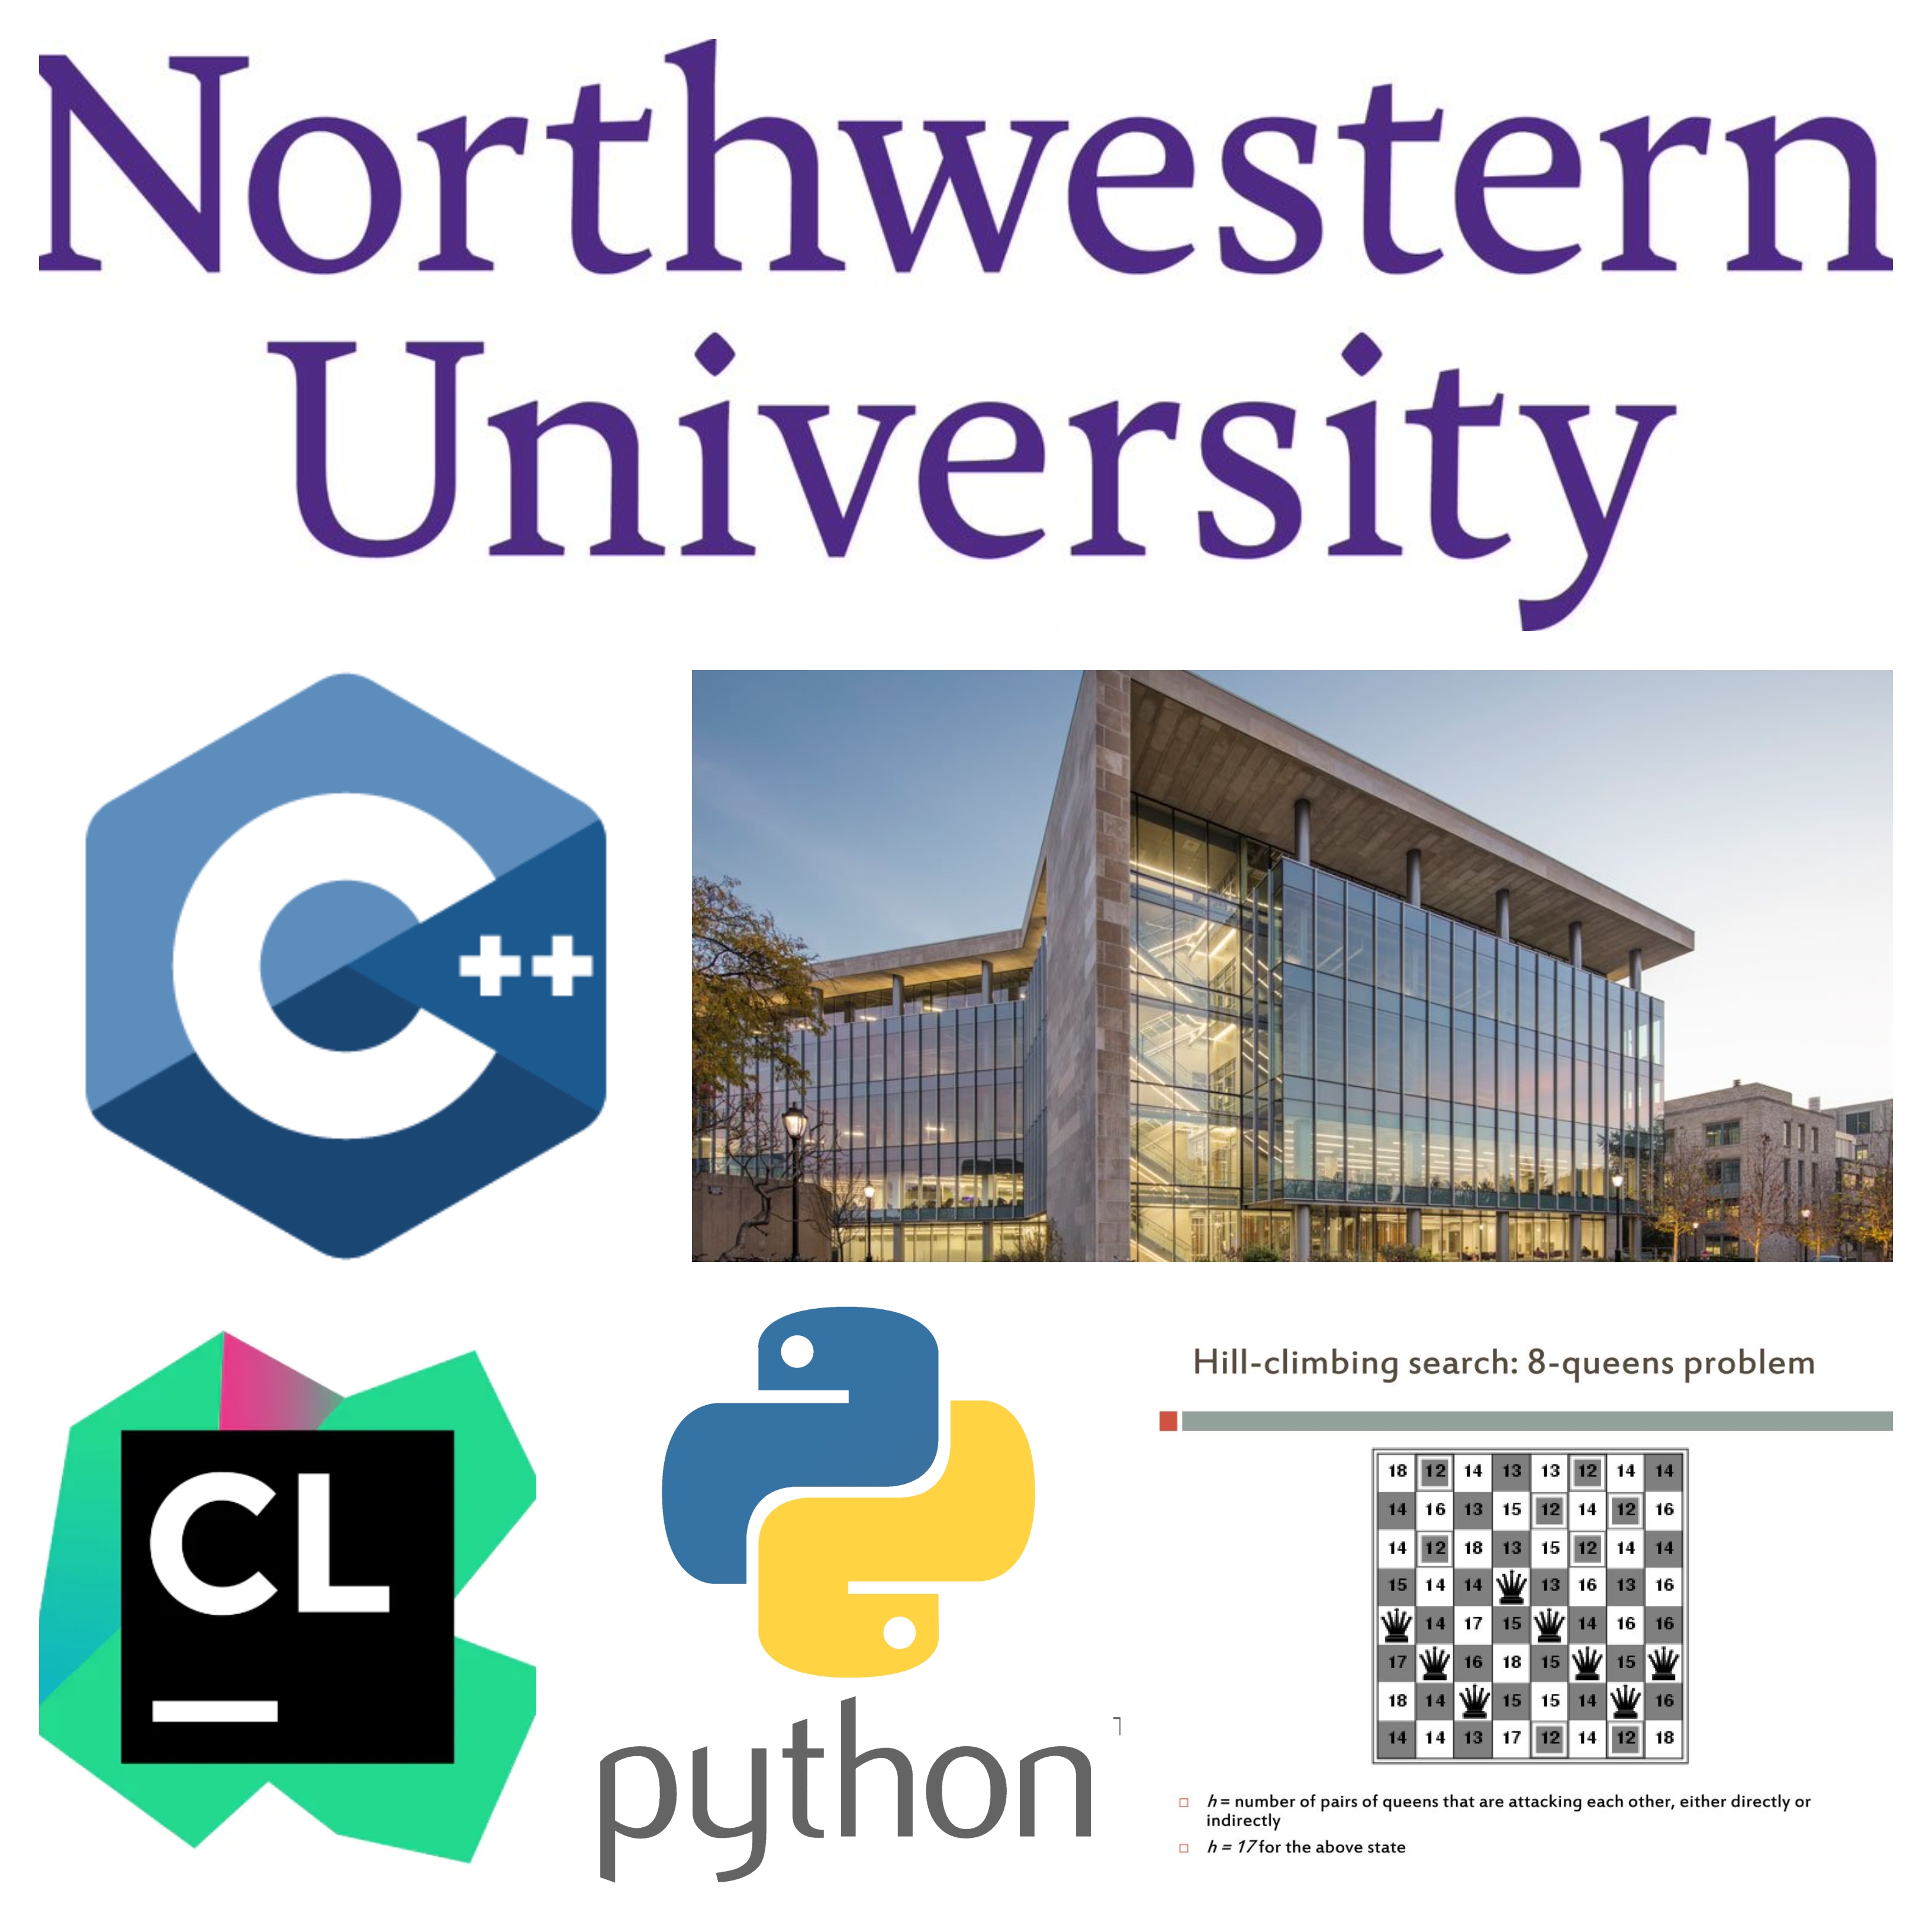 Northwestern
University
C++
CL
python
Hill-climbing search: 8-queens problem
18 12 14 13 13 12 14 14
14 16 13 15 12 14 12 16
14 12 18 13 15 12 14 14
15 14 14 13 16 13 16
14 17 15 14 16 16
17 16 18 15 15
18 14 15 15 14 16
14 14 13 17 12 14 12 18
h = number of pairs of queens that are attacking each other, either directly or
indirectly
h = 17 for the above state